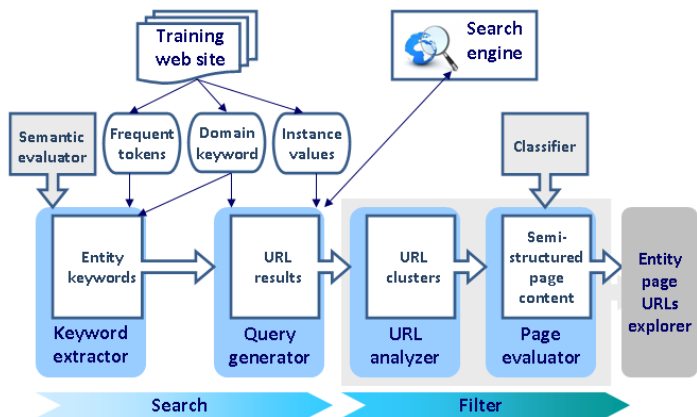 Training
web site
Search
engine
Semantic
evaluator
Frequent
tokens
Domain
keyword
Instance
values
Classifier
Entity
keywords
URL
results
URL
clusters
Semi-
structured
page
content
Entity
page
URLs
explorer
Keyword
extractor
Query
generator
URL
analyzer
Page
evaluator
Search
Filter